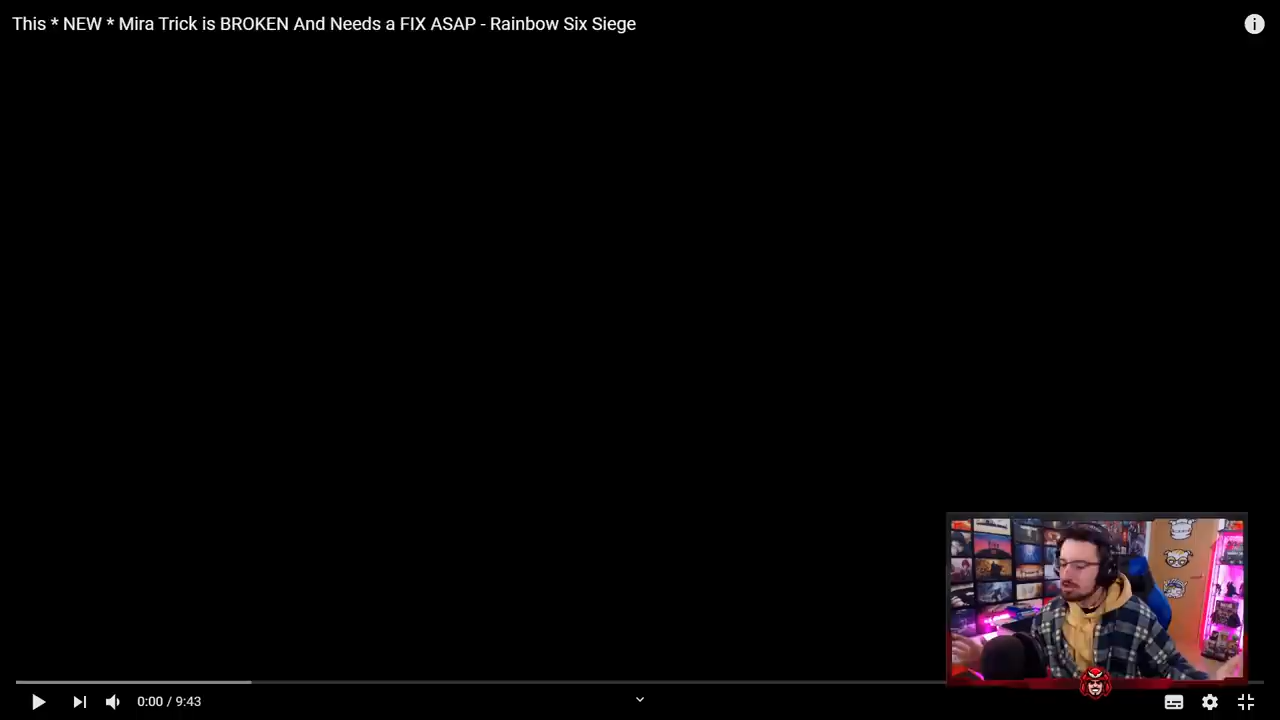 This * NEW * Mira Trick is BROKEN And Needs a FIX ASAP - Rainbow Six Siege
0:00 / 9:43